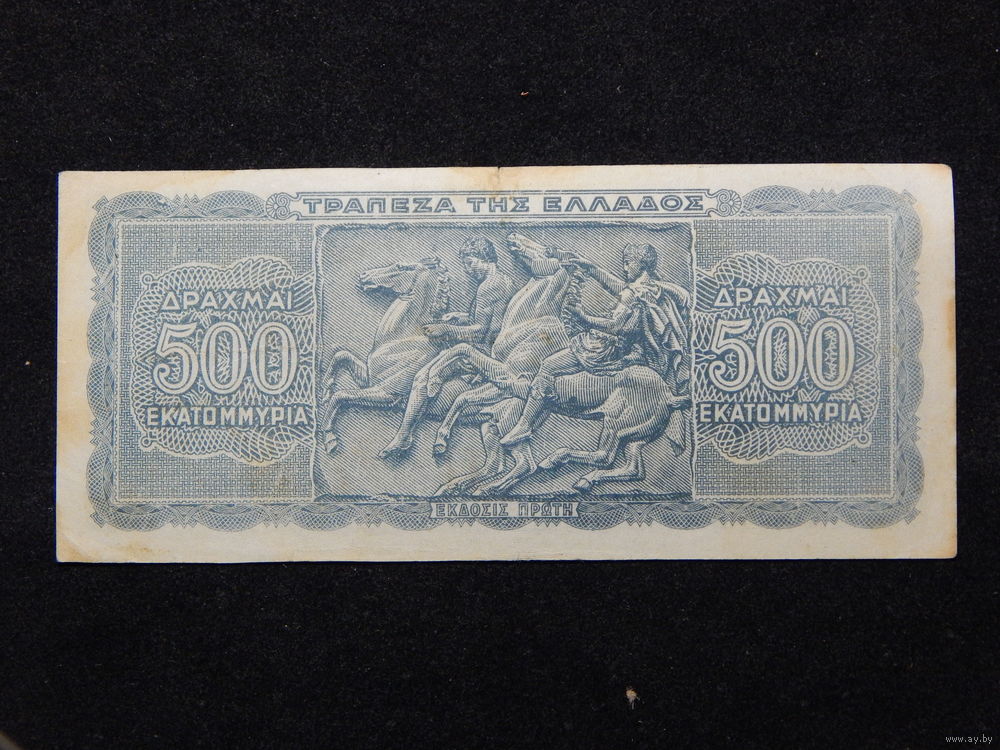 ΤΡΑΠΕΖΑ ΤΗΣ ΕΛΛΑΔΟΣ
ΔΡΑΧΜΑΙ
500
ΕΚΑΤΟΜΜΥΡΙΑ
ΔΡΑΧΜΑΙ
500
ΕΚΑΤΟΜΜΥΡΙΑ
ΕΚΔΟΣΙΣ ΠΡΩΤΗ
www.ay.by